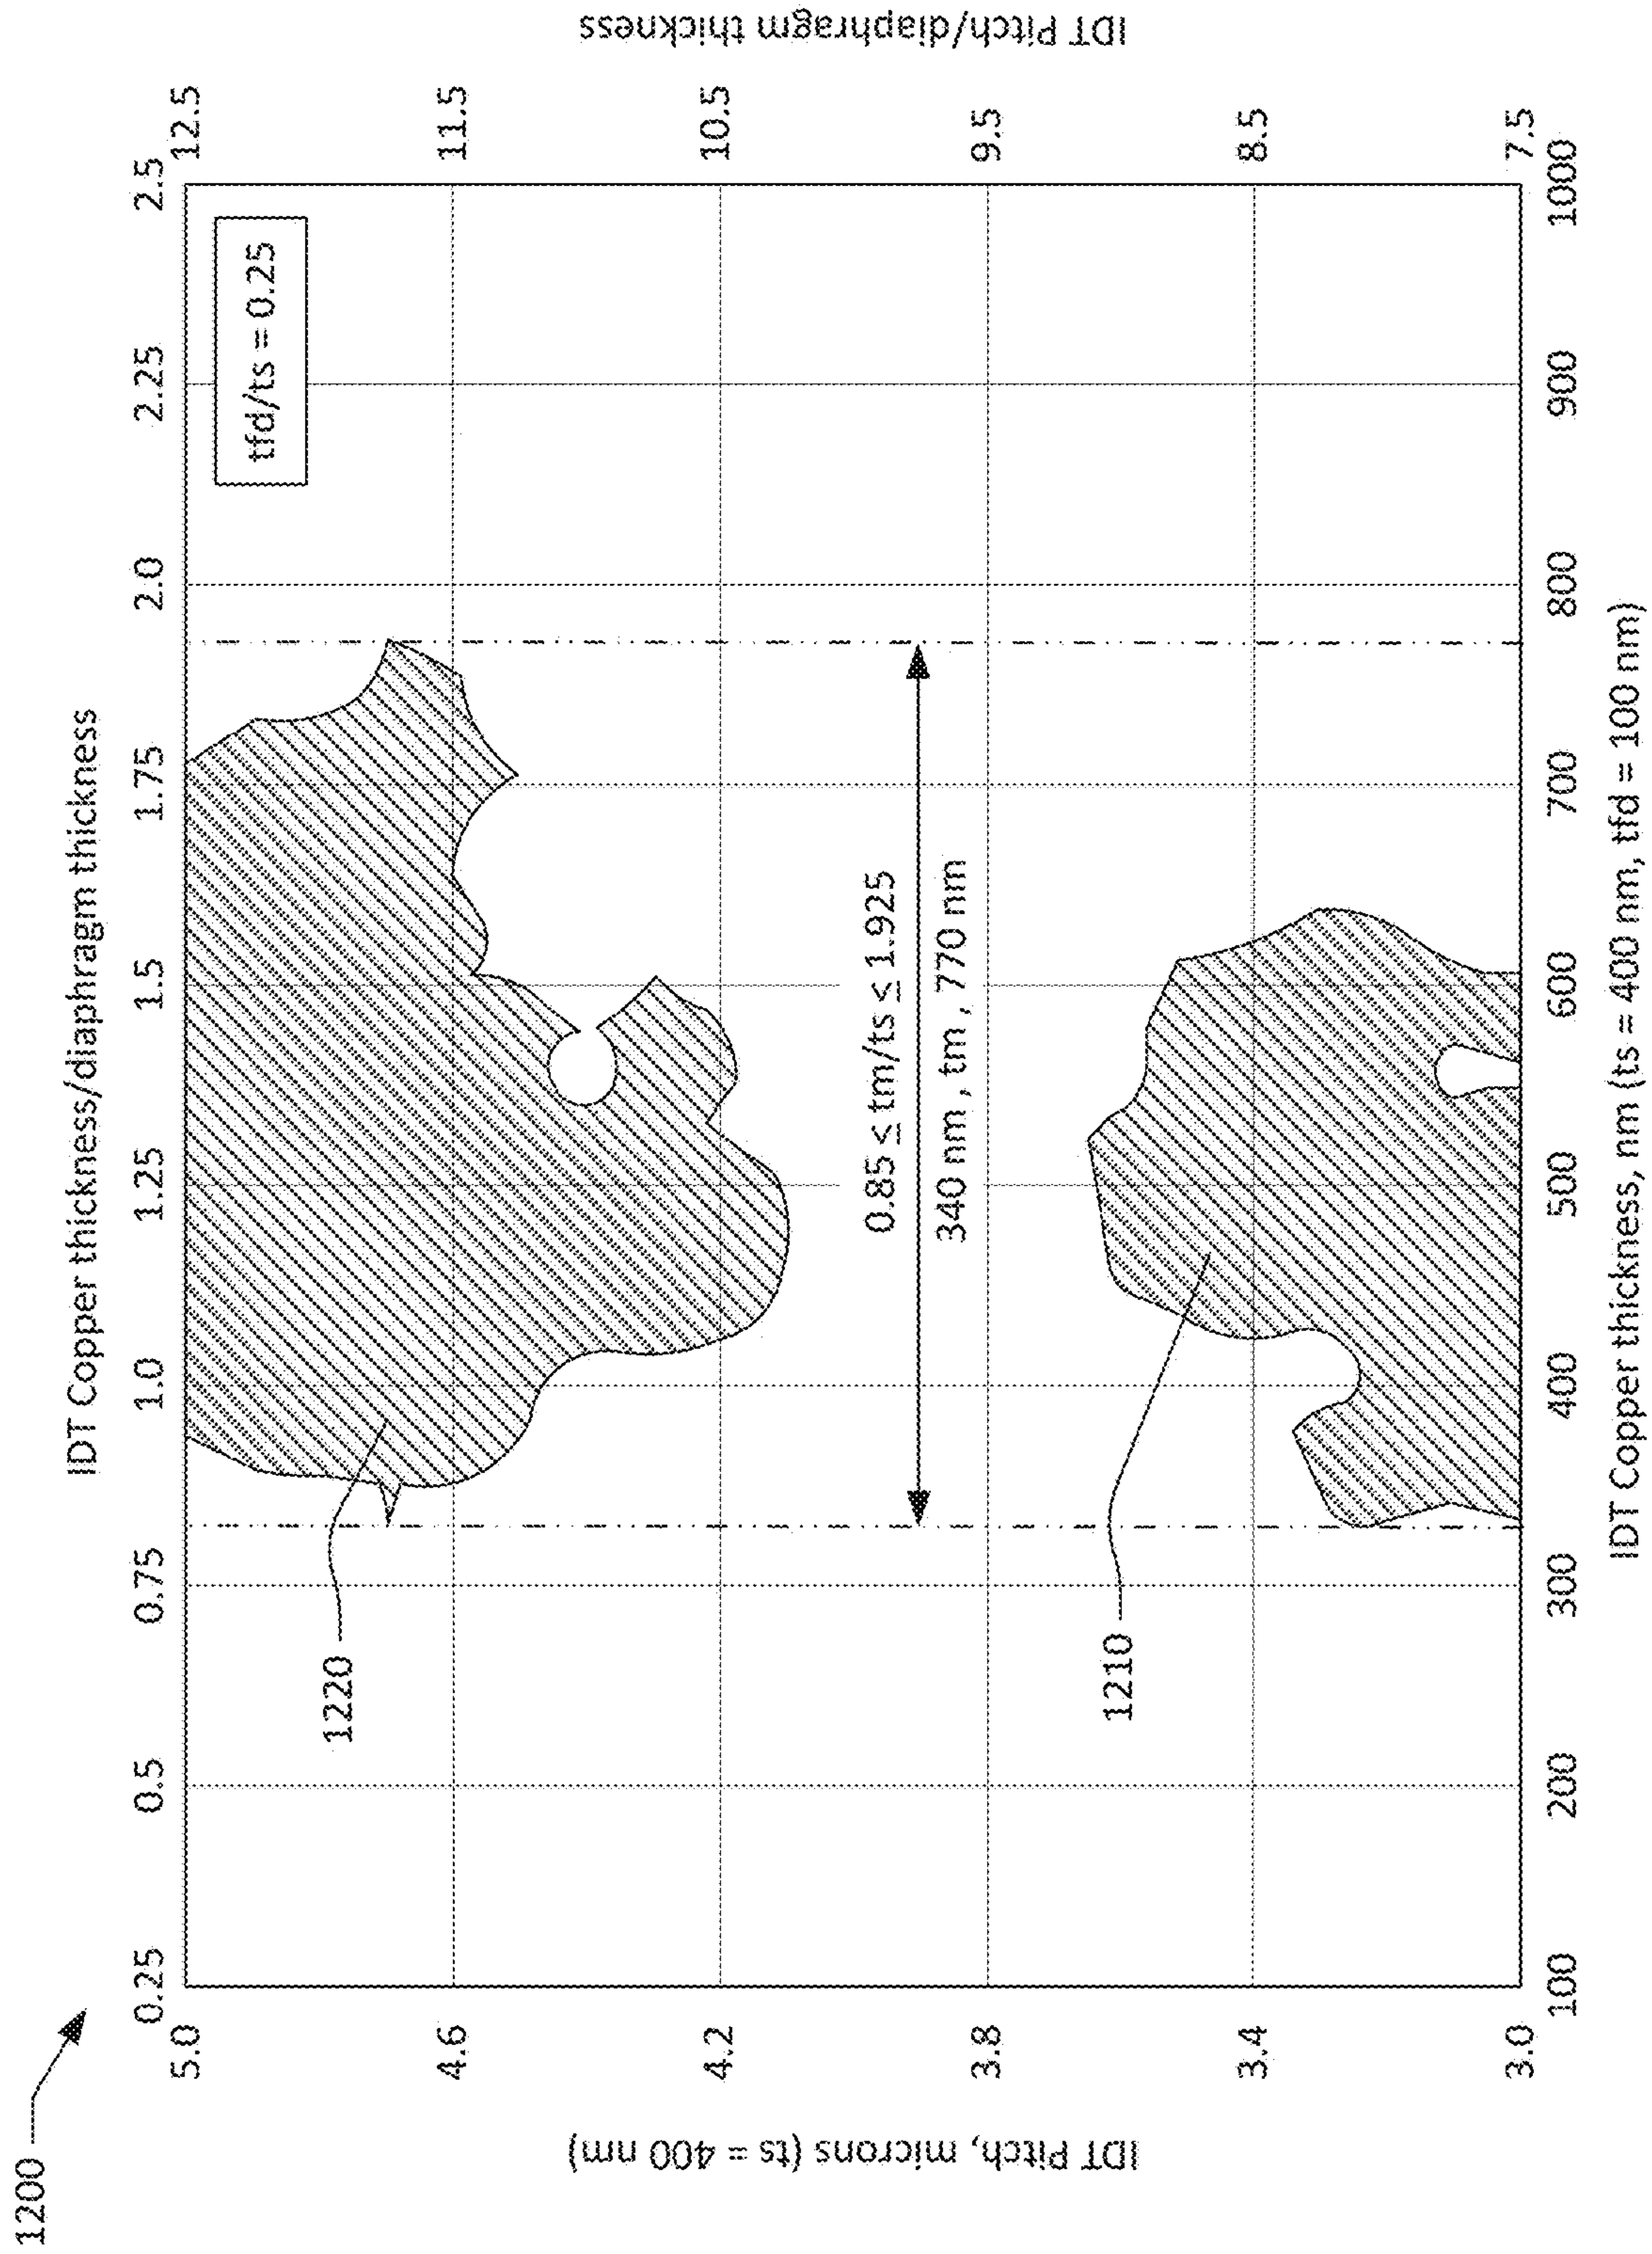 1200
IDT Copper thickness/diaphragm thickness
0.25 0.5 0.75 1.0 1.25 1.5 1.75 2.0 2.25 2.5
5.0
4.6
4.2
3.8
3.4
3.0
IDT Pitch, microns (ts = 400 nm)
12.5
11.5
10.5
9.5
8.5
7.5
IDT Pitch/diaphragm thickness
tfd/ts = 0.25
1220
0.85 ≤ tm/ts ≤ 1.925
340 nm , tm , 770 nm
1210
100 200 300 400 500 600 700 800 900 1000
IDT Copper thickness, nm (ts = 400 nm, tfd = 100 nm)